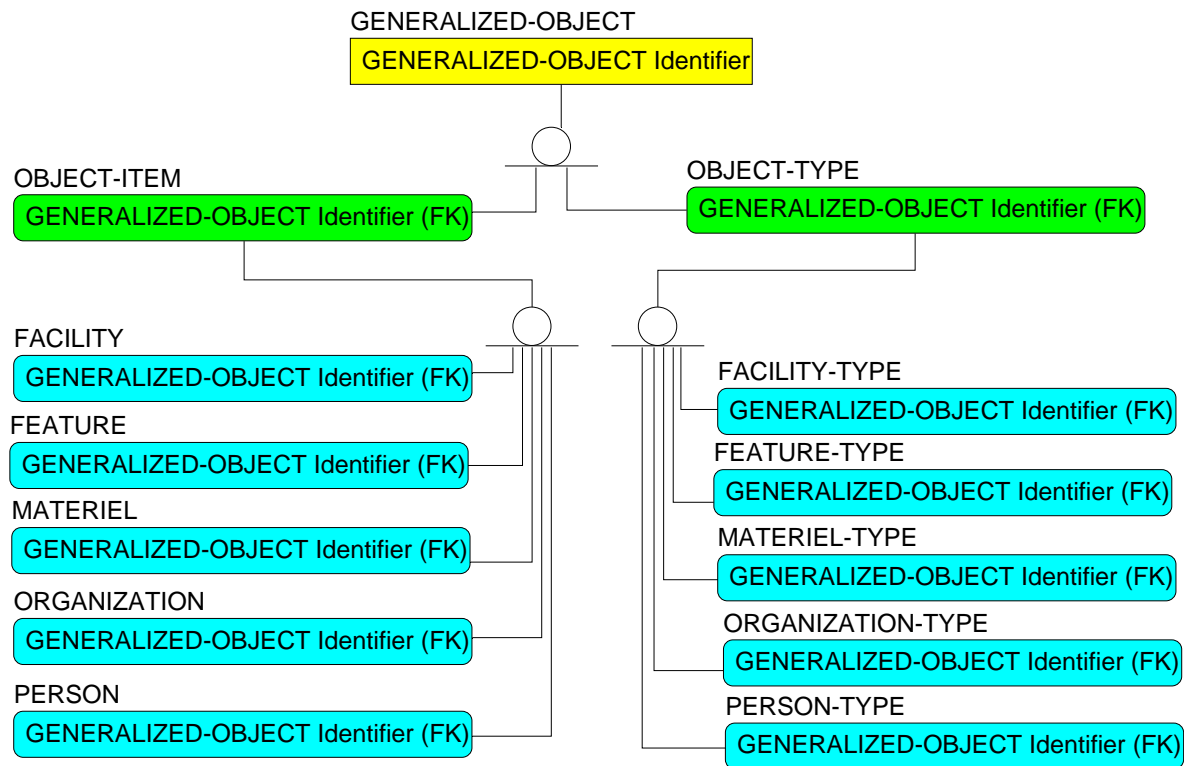 GENERALIZED-OBJECT
GENERALIZED-OBJECT Identifier
OBJECT-ITEM
GENERALIZED-OBJECT Identifier (FK)
OBJECT-TYPE
GENERALIZED-OBJECT Identifier (FK)
FACILITY
GENERALIZED-OBJECT Identifier (FK)
FEATURE
GENERALIZED-OBJECT Identifier (FK)
MATERIEL
GENERALIZED-OBJECT Identifier (FK)
ORGANIZATION
GENERALIZED-OBJECT Identifier (FK)
PERSON
GENERALIZED-OBJECT Identifier (FK)
FACILITY-TYPE
GENERALIZED-OBJECT Identifier (FK)
FEATURE-TYPE
GENERALIZED-OBJECT Identifier (FK)
MATERIEL-TYPE
GENERALIZED-OBJECT Identifier (FK)
ORGANIZATION-TYPE
GENERALIZED-OBJECT Identifier (FK)
PERSON-TYPE
GENERALIZED-OBJECT Identifier (FK)